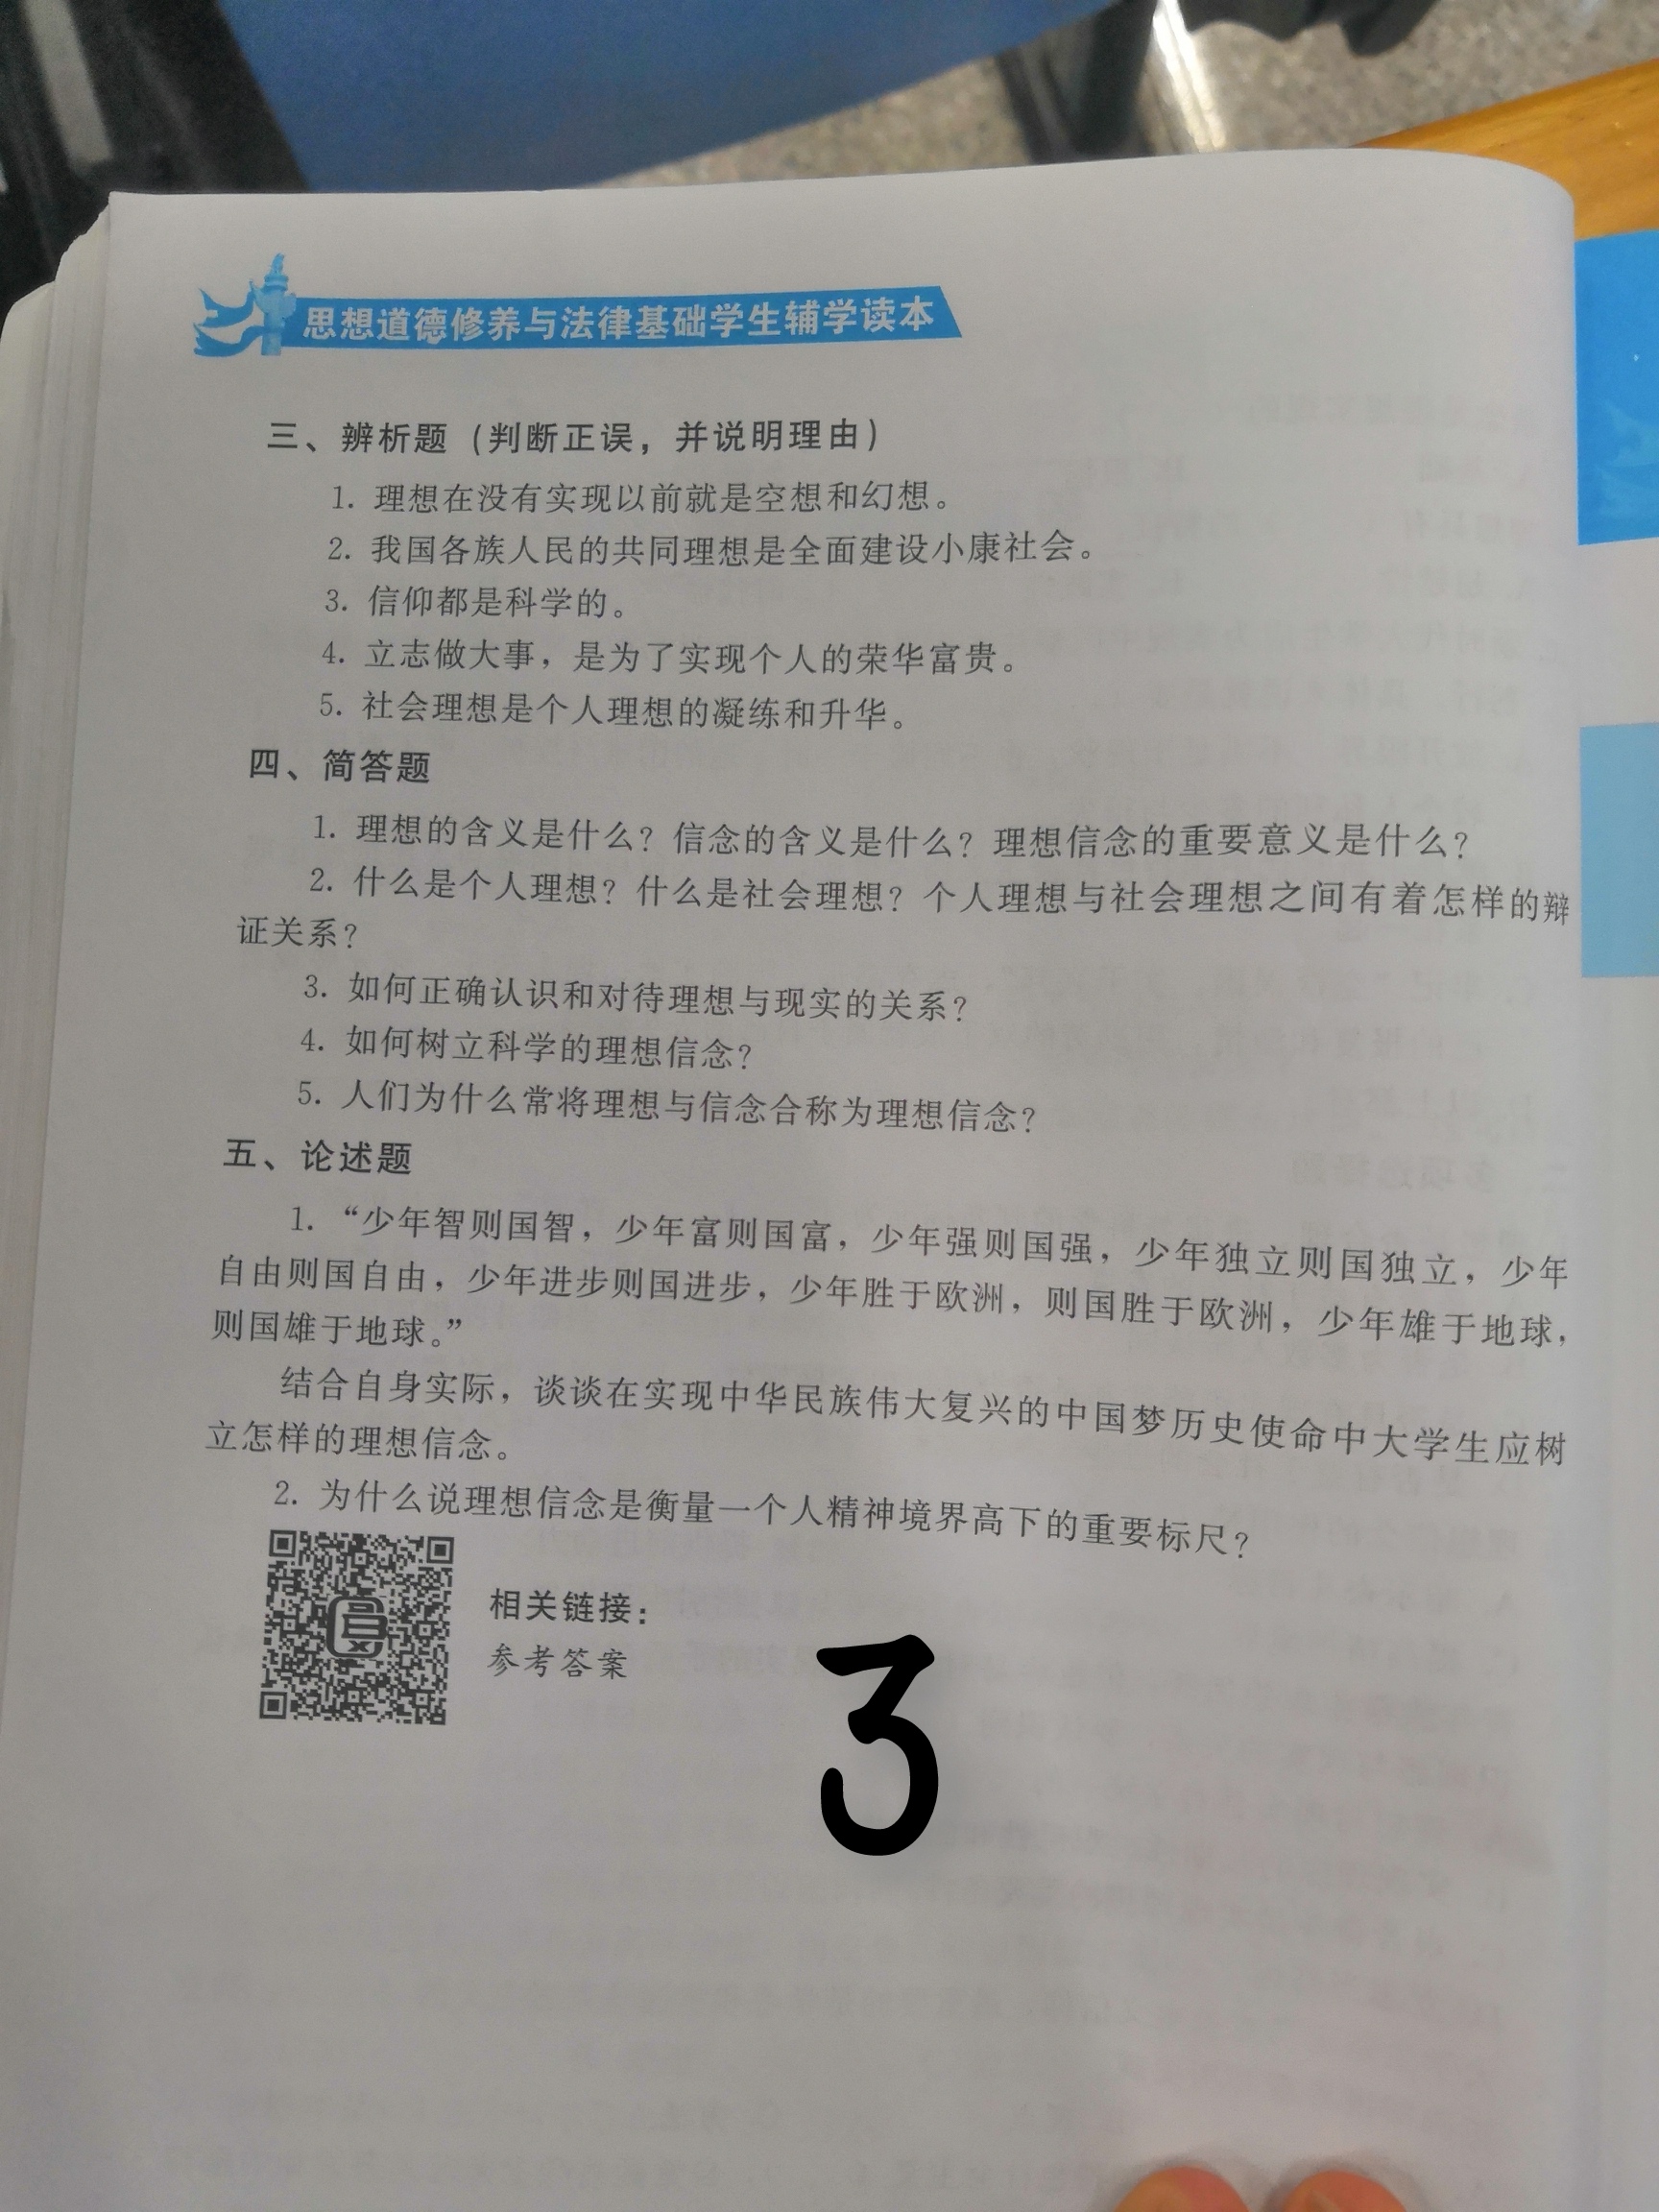 思想道德修养与法律基础学生辅学读本
三、辨析题（判断正误，并说明理由）
1. 理想在没有实现以前就是空想和幻想。
2. 我国各族人民的共同理想是全面建设小康社会。
3. 信仰都是科学的。
4. 立志做大事，是为了实现个人的荣华富贵。
5. 社会理想是个人理想的凝练和升华。
四、简答题
1. 理想的含义是什么？信念的含义是什么？理想信念的重要意义是什么？
2. 什么是个人理想？什么是社会理想？个人理想与社会理想之间有着怎样的辩
证关系？
3. 如何正确认识和对待理想与现实的关系？
4. 如何树立科学的理想信念？
5. 人们为什么常将理想与信念合称为理想信念？
五、论述题
1. “少年智则国智，少年富则国富，少年强则国强，少年独立则国独立，少年
自由则国自由，少年进步则国进步，少年胜于欧洲，则国胜于欧洲，少年雄于地球，
则国雄于地球。”
结合自身实际，谈谈在实现中华民族伟大复兴的中国梦历史使命中大学生应树
立怎样的理想信念。
2. 为什么说理想信念是衡量一个人精神境界高下的重要标尺？
相关链接：
参考答案
3